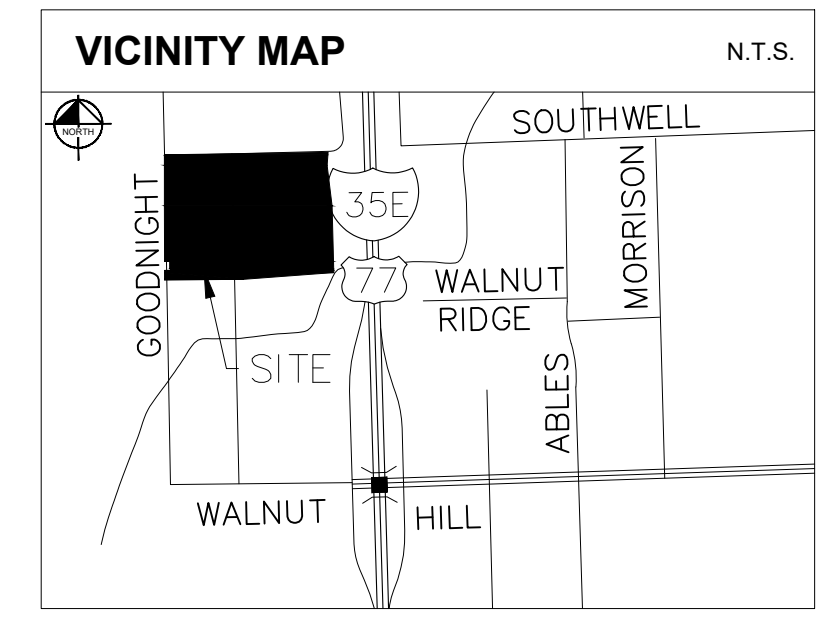 VICINITY MAP
N.T.S.
NORTH
SOUTHWELL
GOODNIGHT
35E
MORRISON
77
WALNUT
RIDGE
SITE
ABLES
WALNUT HILL